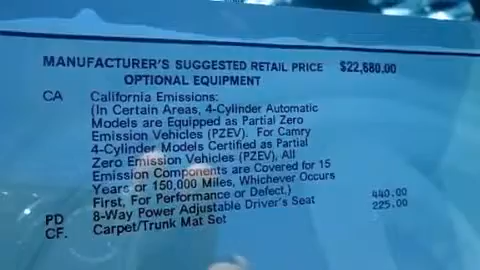 MANUFACTURER'S SUGGESTED RETAIL PRICE $22,680.00
OPTIONAL EQUIPMENT
CA California Emissions:
(In Certain Areas, 4-Cylinder Automatic
Models are Equipped as Partial Zero
Emission Vehicles (PZEV). For Camry
4-Cylinder Models Certified as Partial
Zero Emission Vehicles (PZEV), All
Emission Components are Covered for 15
Years or 150,000 Miles, Whichever Occurs
First, For Performance or Defect.)
PD 8-Way Power Adjustable Driver's Seat 440.00
CF. Carpet/Trunk Mat Set 225.00